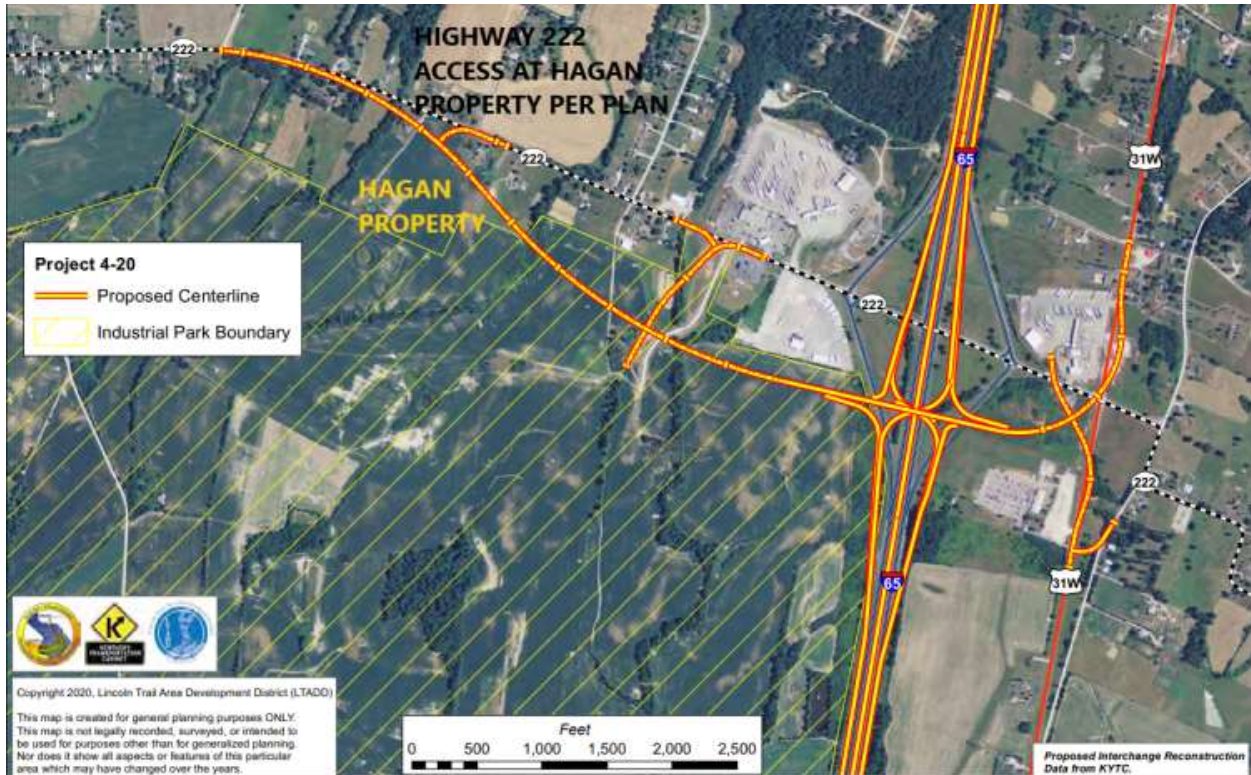 HIGHWAY 222
ACCESS AT HAGAN
PROPERTY PER PLAN
222
222
65
31W
HAGAN
PROPERTY
Project 4-20
Proposed Centerline
Industrial Park Boundary
222
222
65
31W
KENTUCKY
TRANSPORTATION
CABINET
Copyright 2020, Lincoln Trail Area Development District (LTADD)
This map is created for general planning purposes ONLY.
This map is not legally recorded, surveyed, or intended to
be used for purposes other than for generalized planning.
Nor does it show all aspects or features of this particular
area which may have changed over the years.
Feet
0 500 1,000 1,500 2,000 2,500
Proposed Interchange Reconstruction
Data from KYTC.